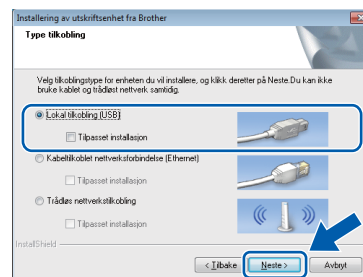 Installering av utskriftsenhet fra Brother
Type tilkobling
Velg tilkoblingstype for enheten du vil installere, og klikk deretter på Neste.Du kan ikke
bruke kablet og trådløst nettverk samtidig.
Lokal tilkobling (USB)
Tilpasset installasjon
Kabeltilkoblet nettverksforbindelse (Ethernet)
Tilpasset installasjon
Trådløs nettverkstilkobling
Tilpasset installasjon
InstallShield
< Tilbake Neste > Avbryt